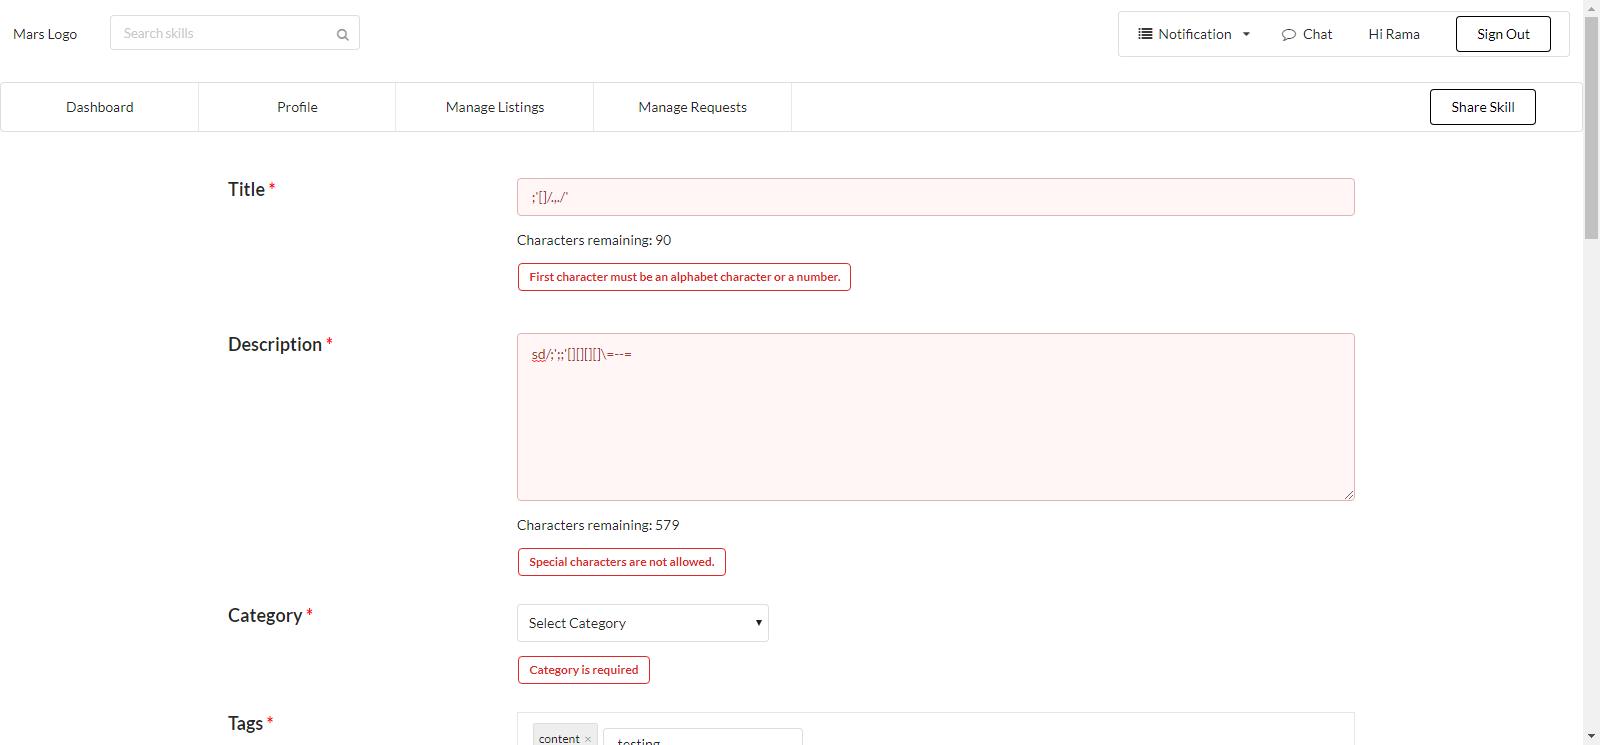 Mars Logo
Search skills
Notification
Chat
Hi Rama
Sign Out
Dashboard
Profile
Manage Listings
Manage Requests
Share Skill
Title *
;'[]/.,./'
Characters remaining: 90
First character must be an alphabet character or a number.
Description *
sd/;';;'[][][][]\=--=
Characters remaining: 579
Special characters are not allowed.
Category *
Select Category
Category is required
Tags *
content ×
testing